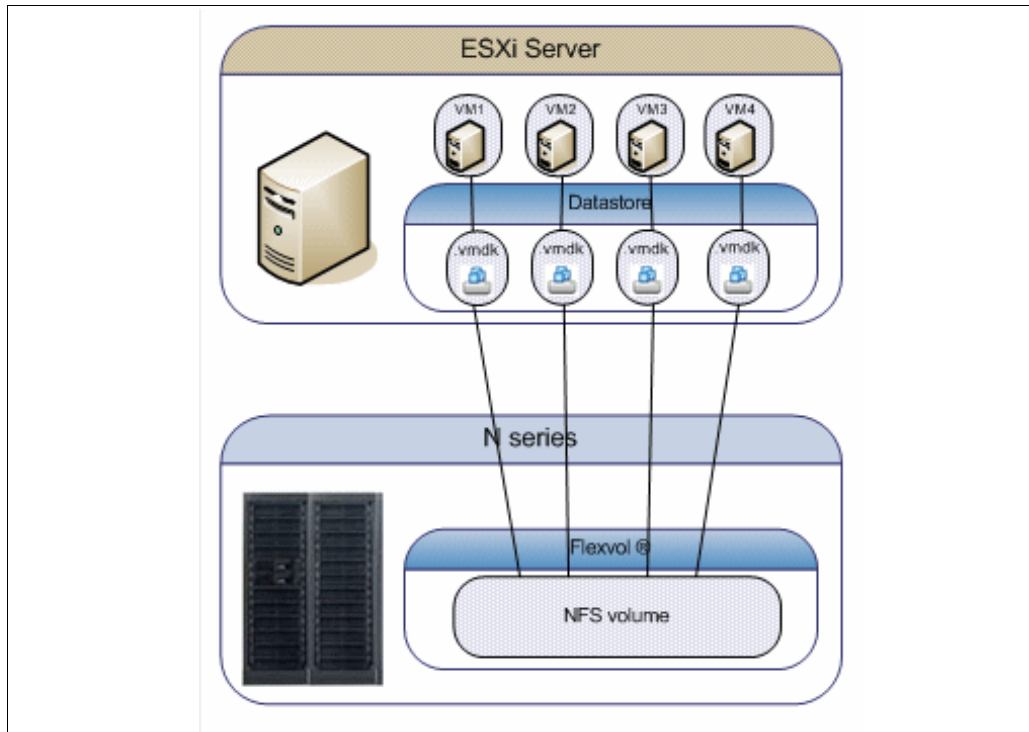 ESXi Server
VM1 VM2 VM3 VM4
Datastore
.vmdk .vmdk .vmdk .vmdk
N series
Flexvol ®
NFS volume